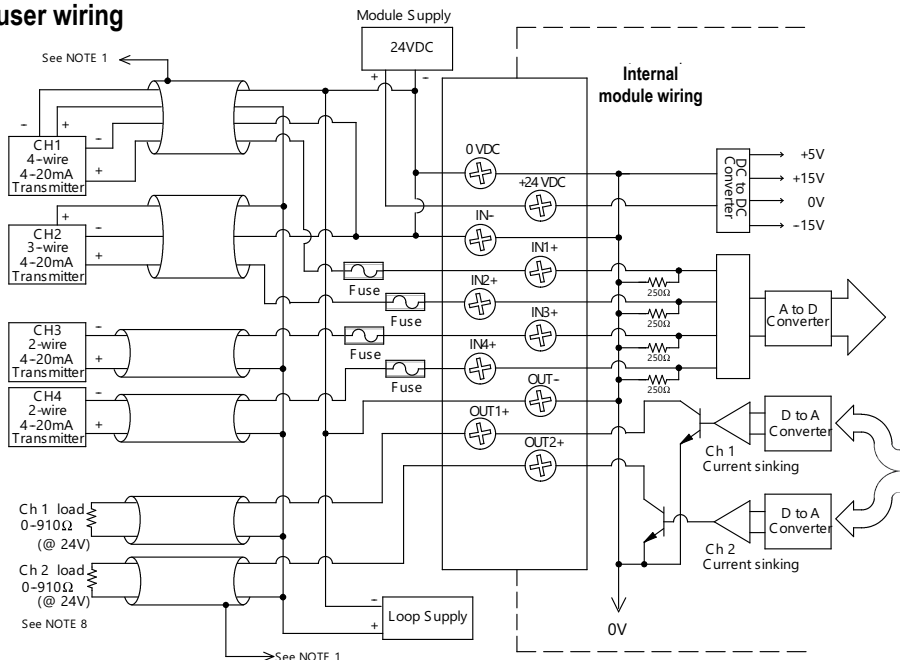 user wiring
Module Supply
24VDC
+ -
See NOTE 1
Internal
module wiring
- +
-
+
CH1
4-wire
4-20mA
Transmitter
0 VDC
+24 VDC
DC to DC
Converter
+5V
+15V
0V
-15V
+
-
+
CH2
3-wire
4-20mA
Transmitter
IN-
IN1+
Fuse
250Ω
IN2+
Fuse
250Ω
A to D
Converter
CH3
2-wire
4-20mA
Transmitter
-
+
IN3+
Fuse
250Ω
IN4+
Fuse
250Ω
CH4
2-wire
4-20mA
Transmitter
-
+
OUT-
OUT1+
OUT2+
D to A
Converter
Ch 1
Current sinking
Ch 1 load
0-910Ω
(@ 24V)
D to A
Converter
Ch 2
Current sinking
Ch 2 load
0-910Ω
(@ 24V)
See NOTE 8
-
+
Loop Supply
0V
See NOTE 1